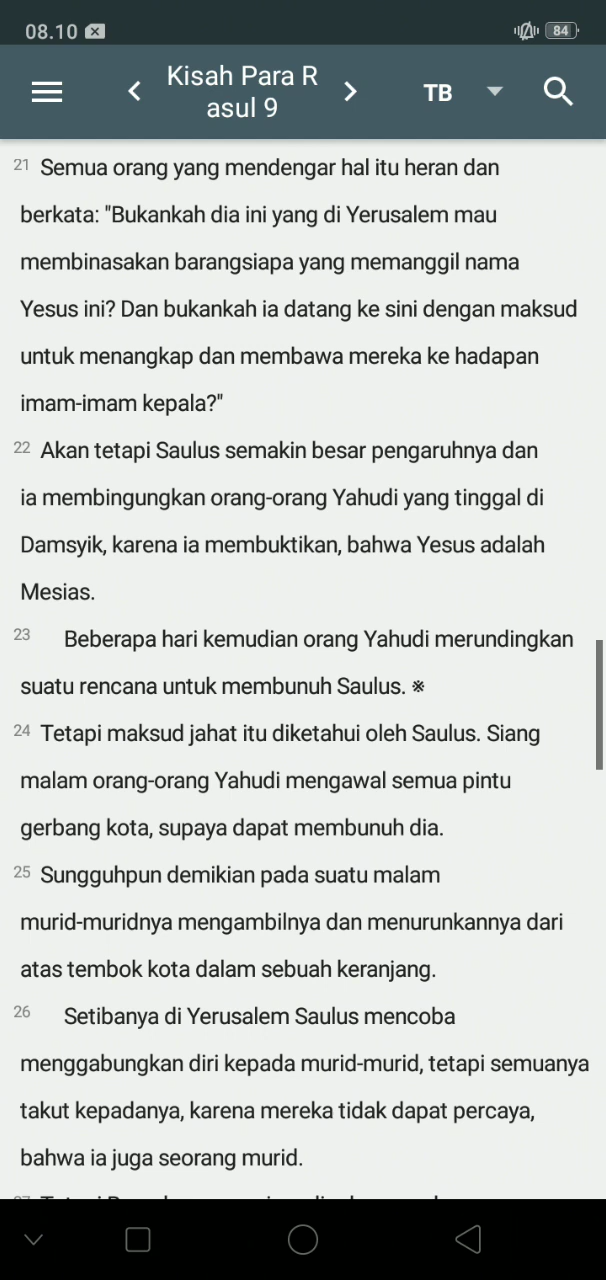 08.10
84
Kisah Para R
asul 9
TB
21 Semua orang yang mendengar hal itu heran dan
berkata: "Bukankah dia ini yang di Yerusalem mau
membinasakan barangsiapa yang memanggil nama
Yesus ini? Dan bukankah ia datang ke sini dengan maksud
untuk menangkap dan membawa mereka ke hadapan
imam-imam kepala?"
22 Akan tetapi Saulus semakin besar pengaruhnya dan
ia membingungkan orang-orang Yahudi yang tinggal di
Damsyik, karena ia membuktikan, bahwa Yesus adalah
Mesias.
23 Beberapa hari kemudian orang Yahudi merundingkan
suatu rencana untuk membunuh Saulus. ※
24 Tetapi maksud jahat itu diketahui oleh Saulus. Siang
malam orang-orang Yahudi mengawal semua pintu
gerbang kota, supaya dapat membunuh dia.
25 Sungguhpun demikian pada suatu malam
murid-muridnya mengambilnya dan menurunkannya dari
atas tembok kota dalam sebuah keranjang.
26 Setibanya di Yerusalem Saulus mencoba
menggabungkan diri kepada murid-murid, tetapi semuanya
takut kepadanya, karena mereka tidak dapat percaya,
bahwa ia juga seorang murid.